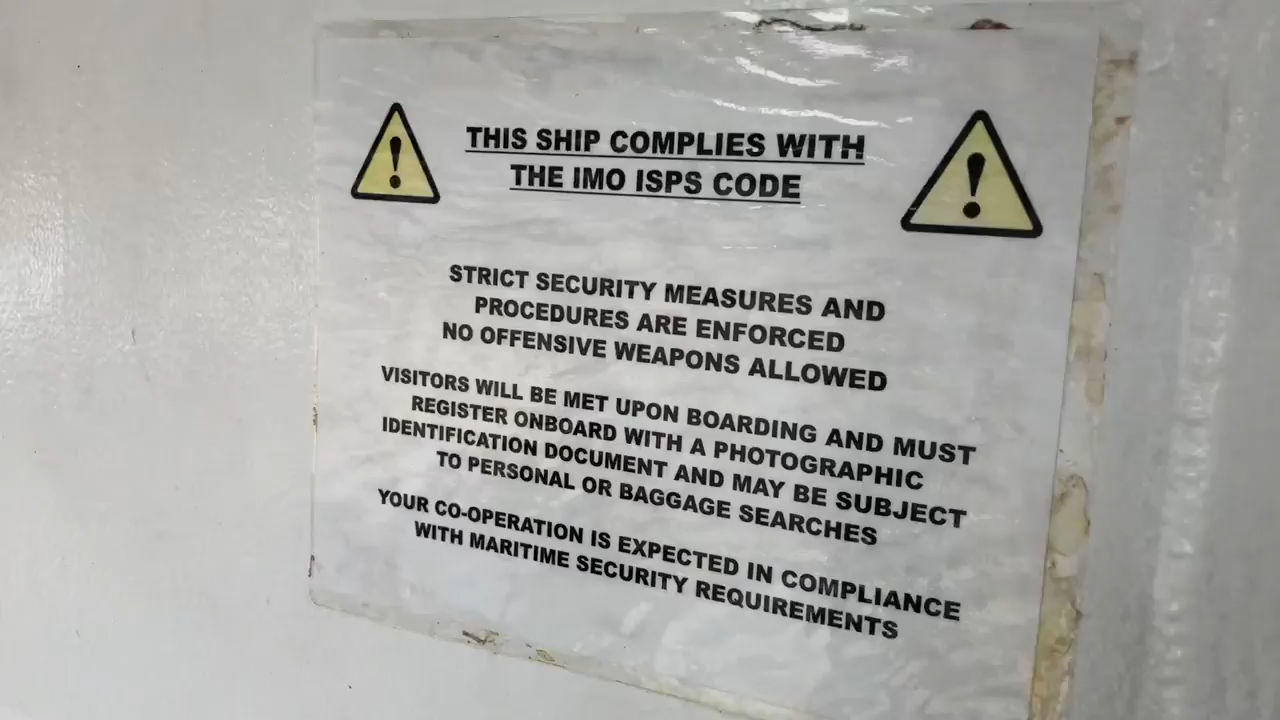 THIS SHIP COMPLIES WITH
THE IMO ISPS CODE
STRICT SECURITY MEASURES AND
PROCEDURES ARE ENFORCED
NO OFFENSIVE WEAPONS ALLOWED
VISITORS WILL BE MET UPON BOARDING AND MUST
REGISTER ONBOARD WITH A PHOTOGRAPHIC
IDENTIFICATION DOCUMENT AND MAY BE SUBJECT
TO PERSONAL OR BAGGAGE SEARCHES
YOUR CO-OPERATION IS EXPECTED IN COMPLIANCE
WITH MARITIME SECURITY REQUIREMENTS